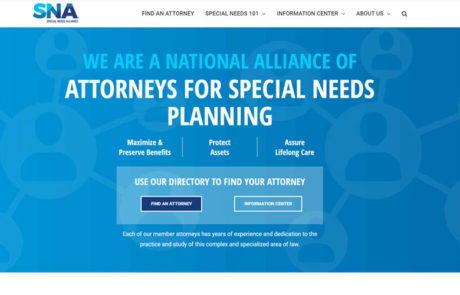 SNA
SPECIAL NEEDS ALLIANCE
FIND AN ATTORNEY SPECIAL NEEDS 101 INFORMATION CENTER ABOUT US
WE ARE A NATIONAL ALLIANCE OF
ATTORNEYS FOR SPECIAL NEEDS
PLANNING
Maximize & Protect Assure
Preserve Benefits Assets Lifelong Care
USE OUR DIRECTORY TO FIND YOUR ATTORNEY
FIND AN ATTORNEY INFORMATION CENTER
Each of our member attorneys has years of experience and dedication to the
practice and study of this complex and specialized area of law.